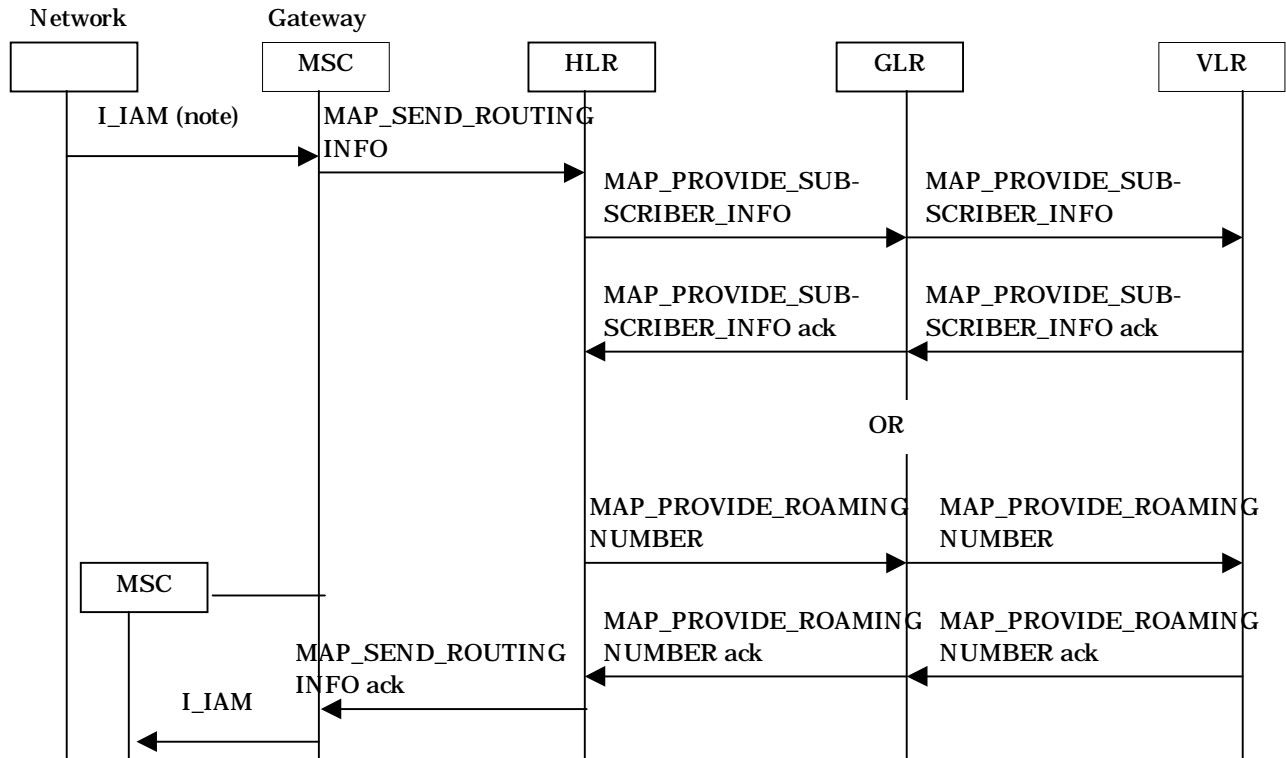 Network
Gateway
MSC
HLR
GLR
VLR
I_IAM (note)
MAP_SEND_ROUTING
INFO
MAP_PROVIDE_SUB-
SCRIBER_INFO
MAP_PROVIDE_SUB-
SCRIBER_INFO
MAP_PROVIDE_SUB-
SCRIBER_INFO ack
MAP_PROVIDE_SUB-
SCRIBER_INFO ack
OR
MAP_PROVIDE_ROAMING
NUMBER
MAP_PROVIDE_ROAMING
NUMBER
MSC
MAP_PROVIDE_ROAMING
NUMBER ack
MAP_PROVIDE_ROAMING
NUMBER ack
MAP_SEND_ROUTING
INFO ack
I_IAM